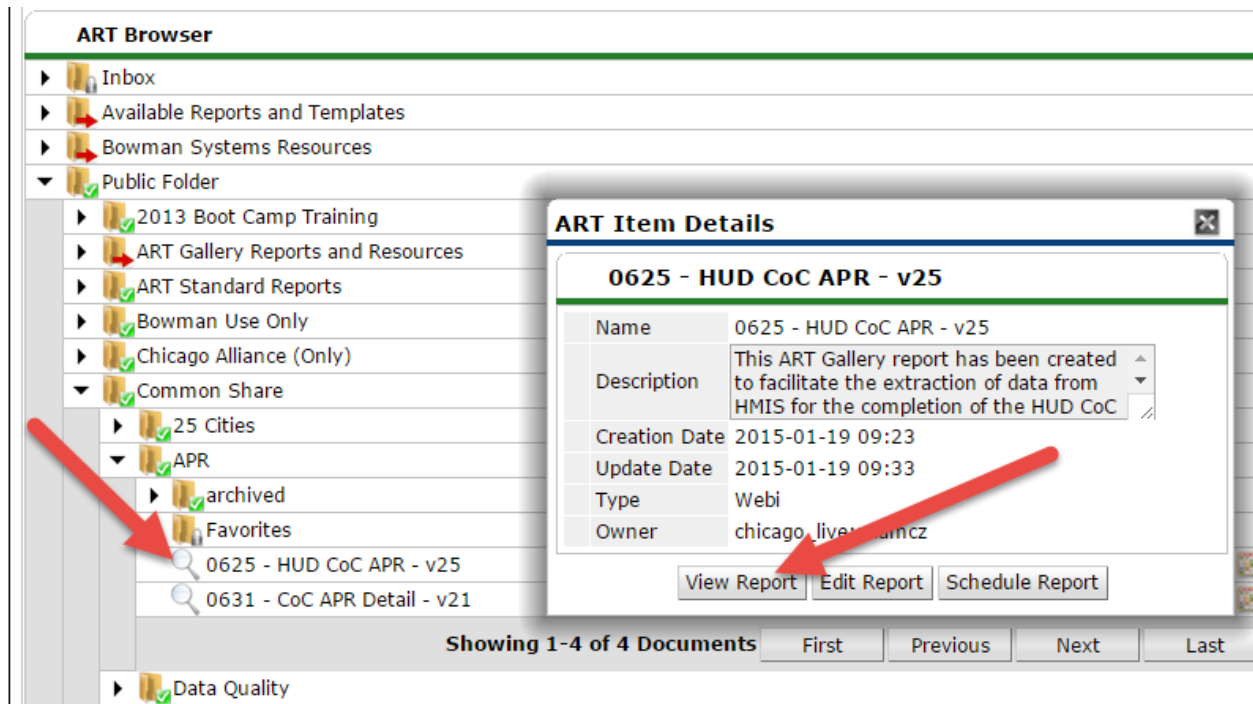 ART Browser
Inbox
Available Reports and Templates
Bowman Systems Resources
Public Folder
2013 Boot Camp Training
ART Gallery Reports and Resources
ART Standard Reports
Bowman Use Only
Chicago Alliance (Only)
Common Share
25 Cities
APR
archived
Favorites
0625 - HUD CoC APR - v25
0631 - CoC APR Detail - v21
Showing 1-4 of 4 Documents First Previous Next Last
Data Quality
ART Item Details
0625 - HUD CoC APR - v25
Name 0625 - HUD CoC APR - v25
Description This ART Gallery report has been created
to facilitate the extraction of data from
HMIS for the completion of the HUD CoC
Creation Date 2015-01-19 09:23
Update Date 2015-01-19 09:33
Type Webi
Owner
View Report Edit Report Schedule Report